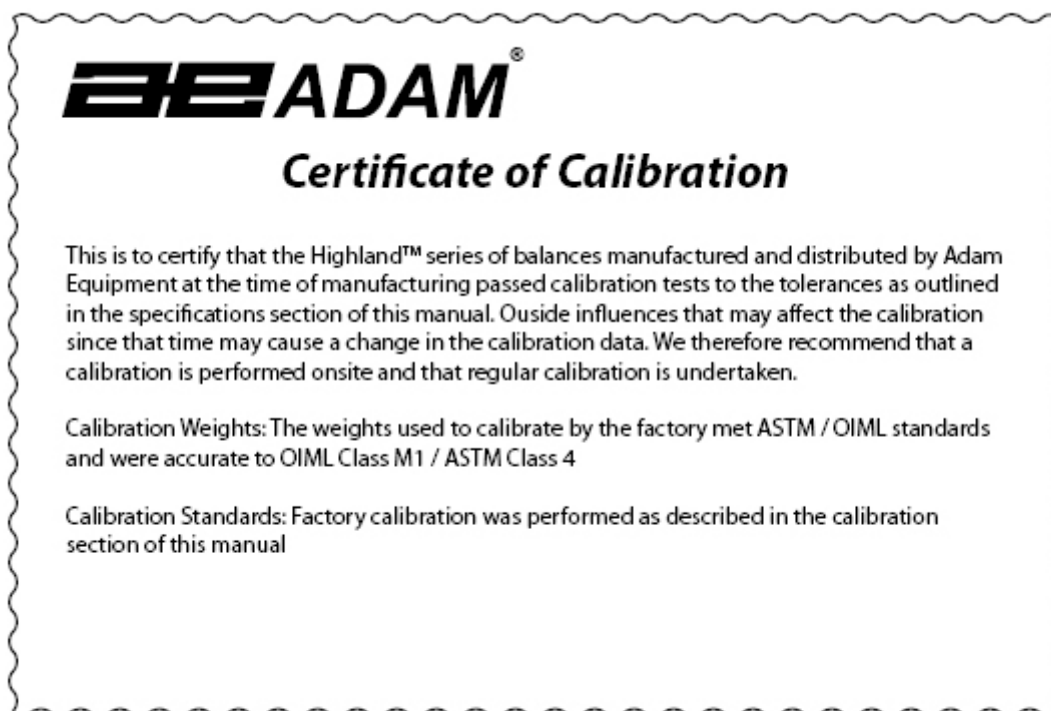 ae ADAM®
Certificate of Calibration
This is to certify that the Highland™ series of balances manufactured and distributed by Adam
Equipment at the time of manufacturing passed calibration tests to the tolerances as outlined
in the specifications section of this manual. Ouside influences that may affect the calibration
since that time may cause a change in the calibration data. We therefore recommend that a
calibration is performed onsite and that regular calibration is undertaken.
Calibration Weights: The weights used to calibrate by the factory met ASTM / OIML standards
and were accurate to OIML Class M1 / ASTM Class 4
Calibration Standards: Factory calibration was performed as described in the calibration
section of this manual